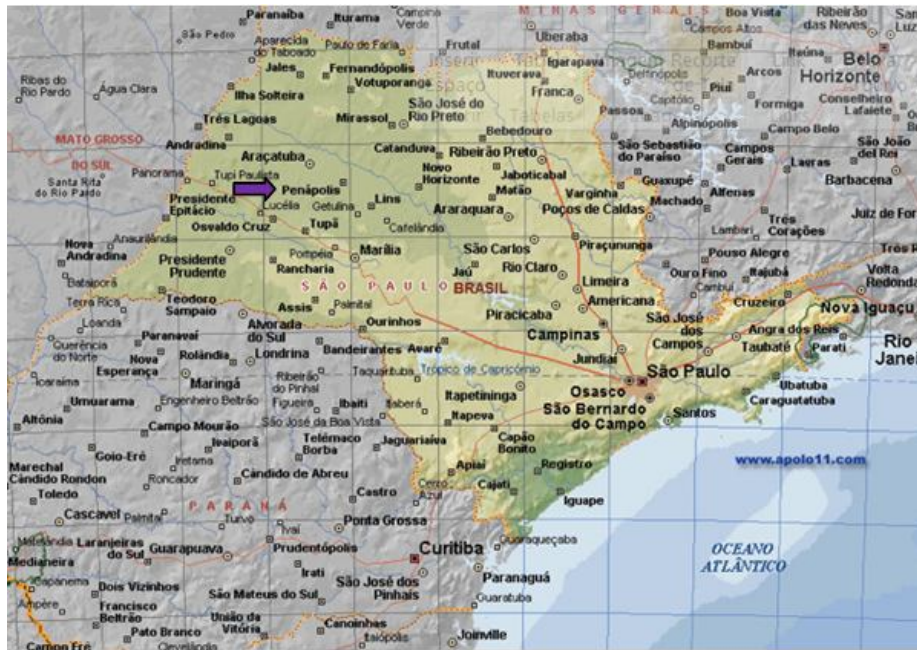 Paranaíba
Iturama
Campina Verde
MINAS GERAIS
Boa Vista
Ribeirão das Neves
São Pedro
Aparecida do Taboado
Paulo de Faria
Frutal
Uberaba
Campos Altos
Bambuí
Itaúna
Belo Horizonte
Jales
Fernandópolis
Ituverava
Igarapava
Delfinópolis
Piuí
Arcos
Ribas do Rio Pardo
Água Clara
Ilha Solteira
Votuporanga
Franca
Passos
Capitólio
Formiga
Conselheiro Lafaiete
Três Lagoas
São José do Rio Preto
Mirassol
Bebedouro
Alpinópolis
Campo Belo
MATO GROSSO DO SUL
Andradina
Catanduva
Ribeirão Preto
São Sebastião do Paraíso
Campos Gerais
Lavras
São João del Rei
Araçatuba
Panorama
Tupi Paulista
Penápolis
Novo Horizonte
Jaboticabal
Guaxupé
Alfenas
Barbacena
Santa Rita do Rio Pardo
Presidente Epitácio
Lucélia
Getulina
Lins
Matão
Varginha
Machado
Osvaldo Cruz
Tupã
Cafelândia
Araraquara
Poços de Caldas
Três Corações
Juiz de For
Nova Andradina
Anaurilândia
Pompéia
Marília
São Carlos
Piraçununga
Lambari
Pouso Alegre
Três R
Presidente Prudente
Rancharia
Jaú
Rio Claro
Ouro Fino
Itajubá
Volta Redonda
Bataiporã
SÃO PAULO
BRASIL
Limeira
Cambuí
Terra Rica
Teodoro Sampaio
Assis
Palmital
Piracicaba
Americana
São José dos Campos
Cruzeiro
Nova Iguaçu
Loanda
Paranavaí
Alvorada do Sul
Ourinhos
Campinas
Taubaté
Angra dos Reis
Querência do Norte
Nova Esperança
Rolândia
Londrina
Bandeirantes
Avaré
Jundiaí
Parati
Rio
Jane
Icaraíma
Maringá
Ribeirão do Pinhal
Taquarituba
Trópico de Capricórnio
São Paulo
Ubatuba
Umuarama
Engenheiro Beltrão
Figueira
Ibaiti
Itaberá
Itapetininga
Osasco
São Bernardo do Campo
Caraguatatuba
Altônia
Campo Mourão
São José da Boa Vista
Itapeva
Santos
Goio-Erê
Ivaiporã
Telêmaco Borba
Jaguariaíva
Capão Bonito
Marechal Cândido Rondon
Iretama
Roncador
Cândido de Abreu
Apiaí
Registro
www.apolo11.com
Toledo
Castro
Cerro Azul
Cajati
Iguape
PARANÁ
Cascavel
Palmital
Turvo
Ivaí
Ponta Grossa
Matelândia
Medianeira
Laranjeiras do Sul
Guarapuava
Prudentópolis
Curitiba
Guaraqueçaba
OCEANO
ATLÂNTICO
Capanema
Dois Vizinhos
Irati
São José dos Pinhais
Paranaguá
Ampère
Francisco Beltrão
São Mateus do Sul
Guaratuba
Pato Branco
União da Vitória
Canoinhas
Campo Erê
Clevelândia
Itaiópolis
Joinville